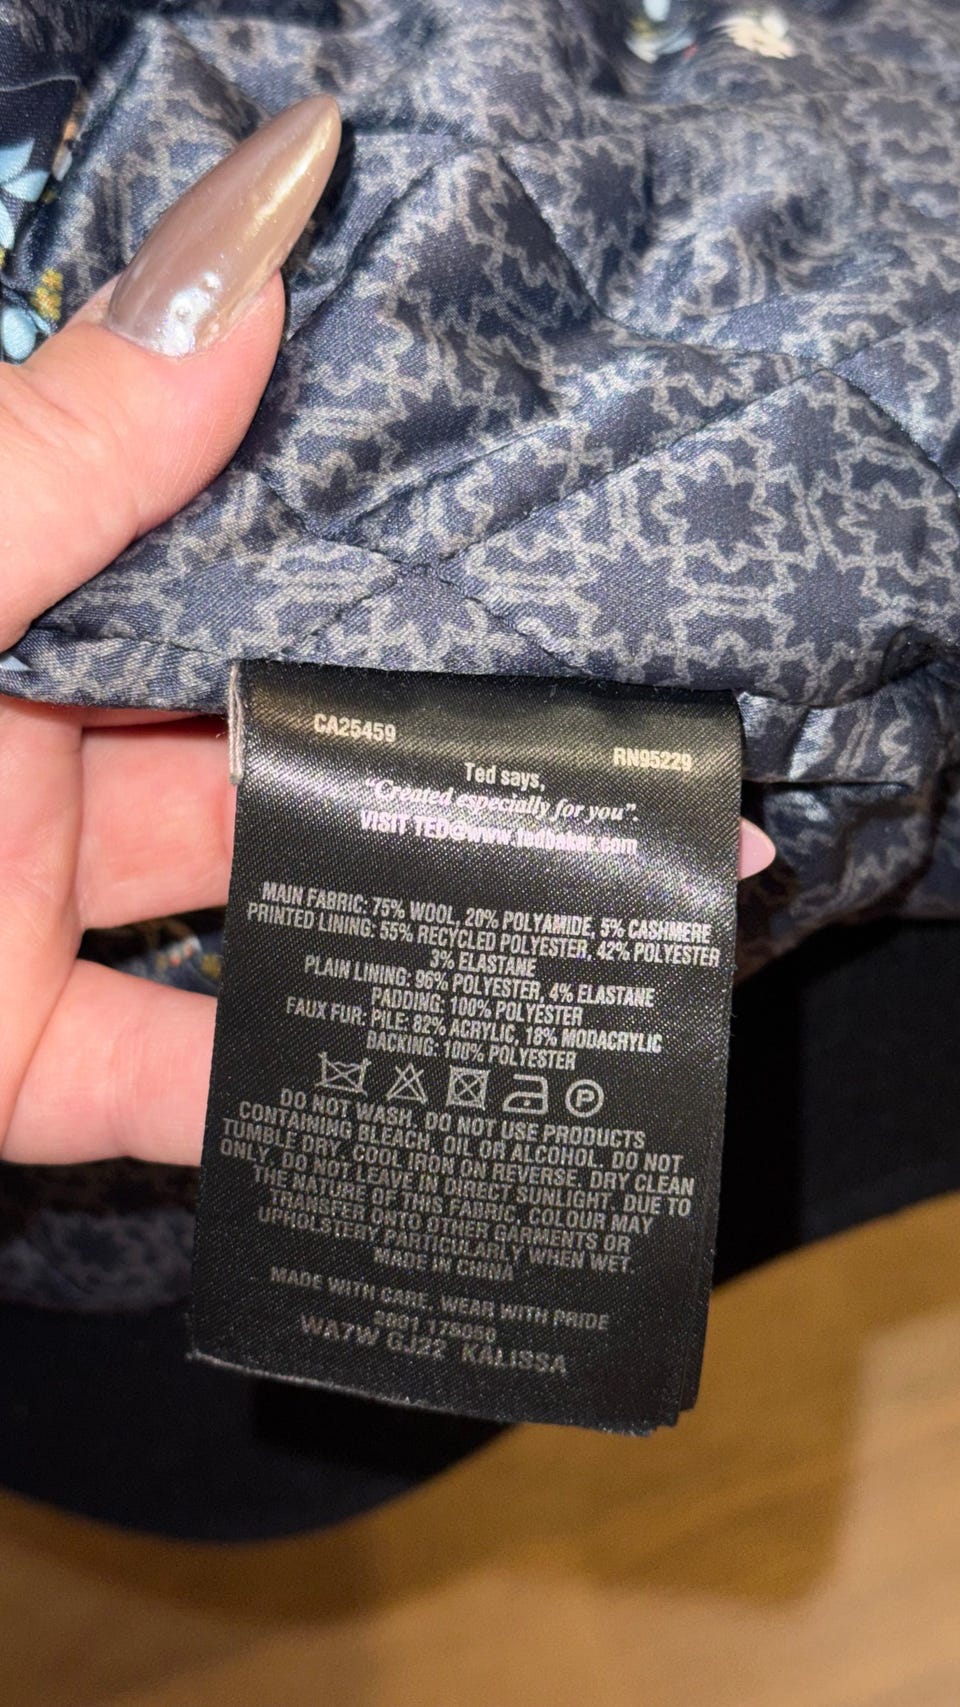 CA25459
RN95229
Ted says,
"Created especially for you".
VISIT TED@www.tedbaker.com
MAIN FABRIC: 75% WOOL, 20% POLYAMIDE, 5% CASHMERE
PRINTED LINING: 55% RECYCLED POLYESTER, 42% POLYESTER
3% ELASTANE
PLAIN LINING: 96% POLYESTER, 4% ELASTANE
PADDING: 100% POLYESTER
FAUX FUR: PILE: 82% ACRYLIC, 18% MODACRYLIC
BACKING: 100% POLYESTER
P
DO NOT WASH. DO NOT USE PRODUCTS
CONTAINING BLEACH, OIL OR ALCOHOL. DO NOT
TUMBLE DRY. COOL IRON ON REVERSE. DRY CLEAN
ONLY. DO NOT LEAVE IN DIRECT SUNLIGHT. DUE TO
THE NATURE OF THIS FABRIC, COLOUR MAY
TRANSFER ONTO OTHER GARMENTS OR
UPHOLSTERY PARTICULARLY WHEN WET.
MADE IN CHINA
MADE WITH CARE. WEAR WITH PRIDE
WA7W GJ22 KALISSA